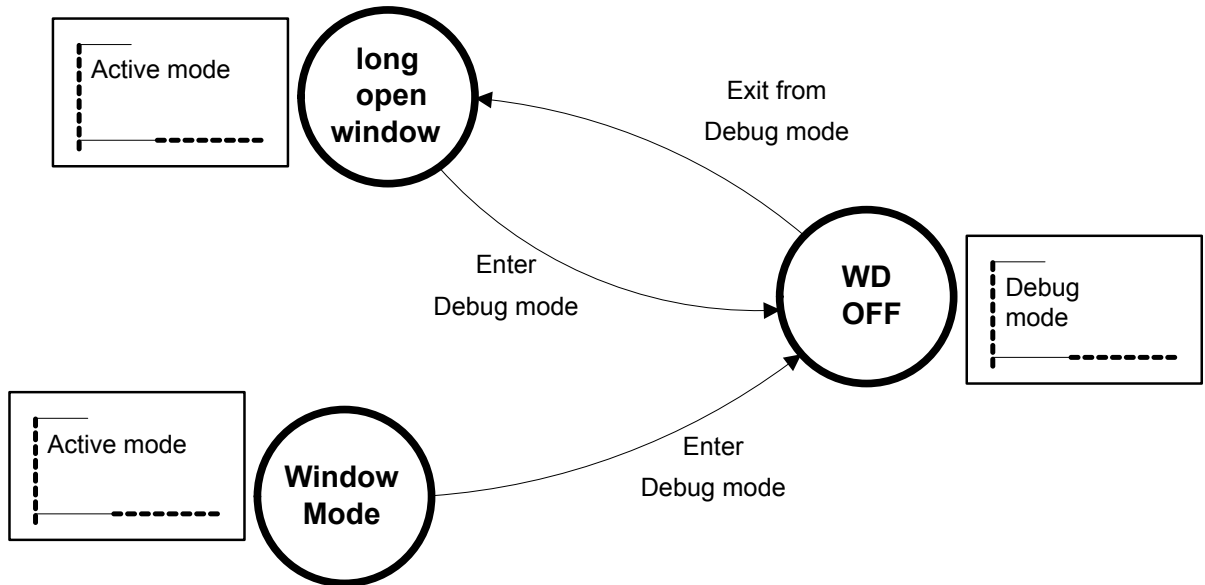 Active mode
long
open
window
Exit from
Debug mode
Enter
Debug mode
WD
OFF
Debug
mode
Active mode
Window
Mode
Enter
Debug mode